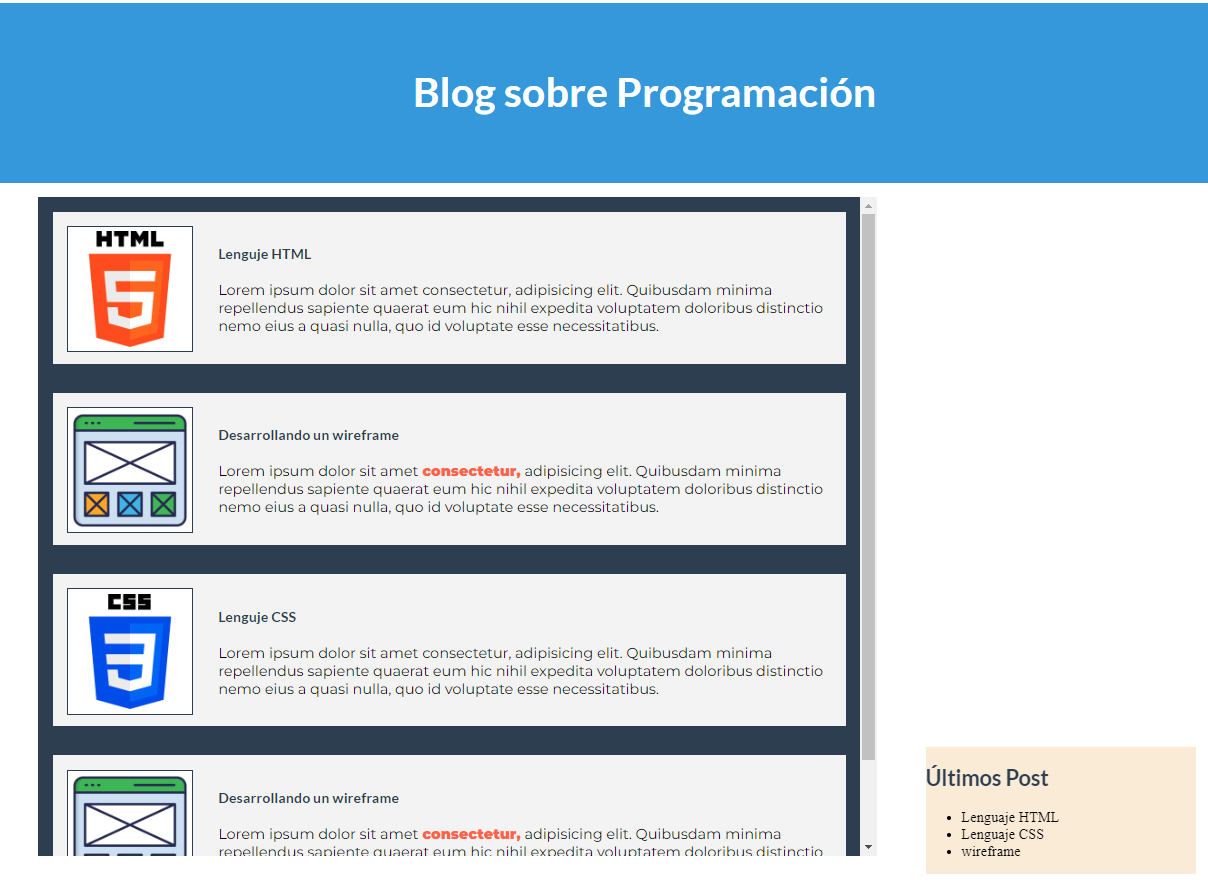 Blog sobre Programación
HTML
Lenguje HTML
Lorem ipsum dolor sit amet consectetur, adipisicing elit. Quibusdam minima
repellendus sapiente quaerat eum hic nihil expedita voluptatem doloribus distinctio
nemo eius a quasi nulla, quo id voluptate esse necessitatibus.
Desarrollando un wireframe
Lorem ipsum dolor sit amet consectetur, adipisicing elit. Quibusdam minima
repellendus sapiente quaerat eum hic nihil expedita voluptatem doloribus distinctio
nemo eius a quasi nulla, quo id voluptate esse necessitatibus.
CSS
Lenguje CSS
Lorem ipsum dolor sit amet consectetur, adipisicing elit. Quibusdam minima
repellendus sapiente quaerat eum hic nihil expedita voluptatem doloribus distinctio
nemo eius a quasi nulla, quo id voluptate esse necessitatibus.
Desarrollando un wireframe
Lorem ipsum dolor sit amet consectetur, adipisicing elit. Quibusdam minima
repellendus sapiente quaerat eum hic nihil expedita voluptatem doloribus distinctio
Últimos Post
Lenguaje HTML
Lenguaje CSS
wireframe